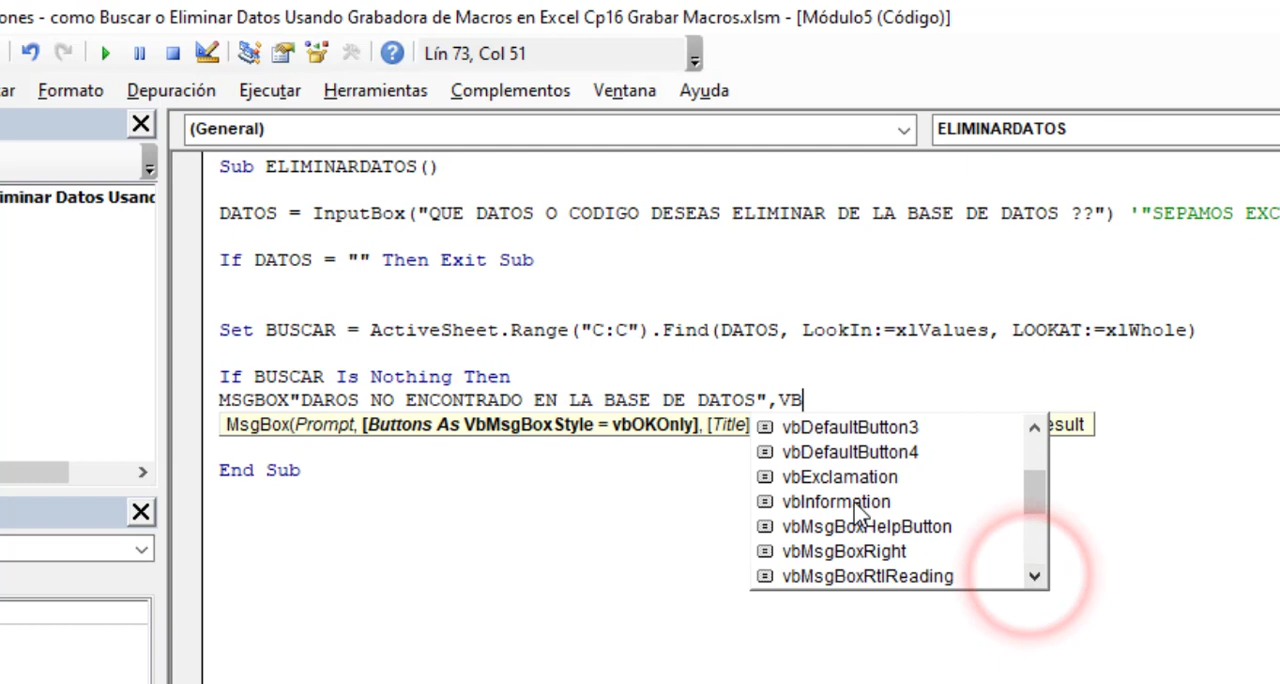 ones - como Buscar o Eliminar Datos Usando Grabadora de Macros en Excel Cp16 Grabar Macros.xlsm - [Módulo5 (Código)]
Lín 73, Col 51
ar Formato Depuración Ejecutar Herramientas Complementos Ventana Ayuda
(General) ELIMINARDATOS
iminar Datos Usand
Sub ELIMINARDATOS()
DATOS = InputBox("QUE DATOS O CODIGO DESEAS ELIMINAR DE LA BASE DE DATOS ??") '"SEPAMOS EXC
If DATOS = "" Then Exit Sub
Set BUSCAR = ActiveSheet.Range("C:C").Find(DATOS, LookIn:=xlValues, LOOKAT:=xlWhole)
If BUSCAR Is Nothing Then
MSGBOX"DAROS NO ENCONTRADO EN LA BASE DE DATOS",VB
MsgBox(Prompt, [Buttons As VbMsgBoxStyle = vbOKOnly], [Title] esult
vbDefaultButton3
vbDefaultButton4
vbExclamation
vbInformation
vbMsgBoxHelpButton
vbMsgBoxRight
vbMsgBoxRtlReading
End Sub